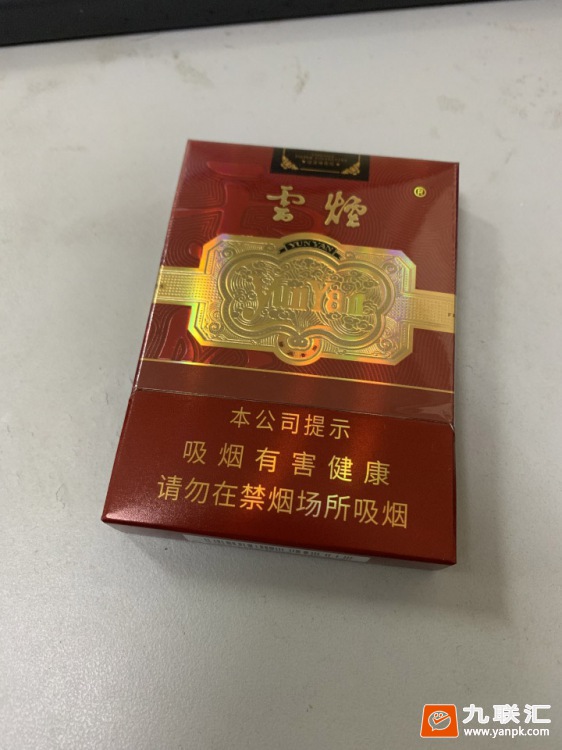 雲煙
®
YUNYAN
YunYan
本公司提示
吸烟有害健康
请勿在禁烟场所吸烟
九联汇
www.yanpk.com